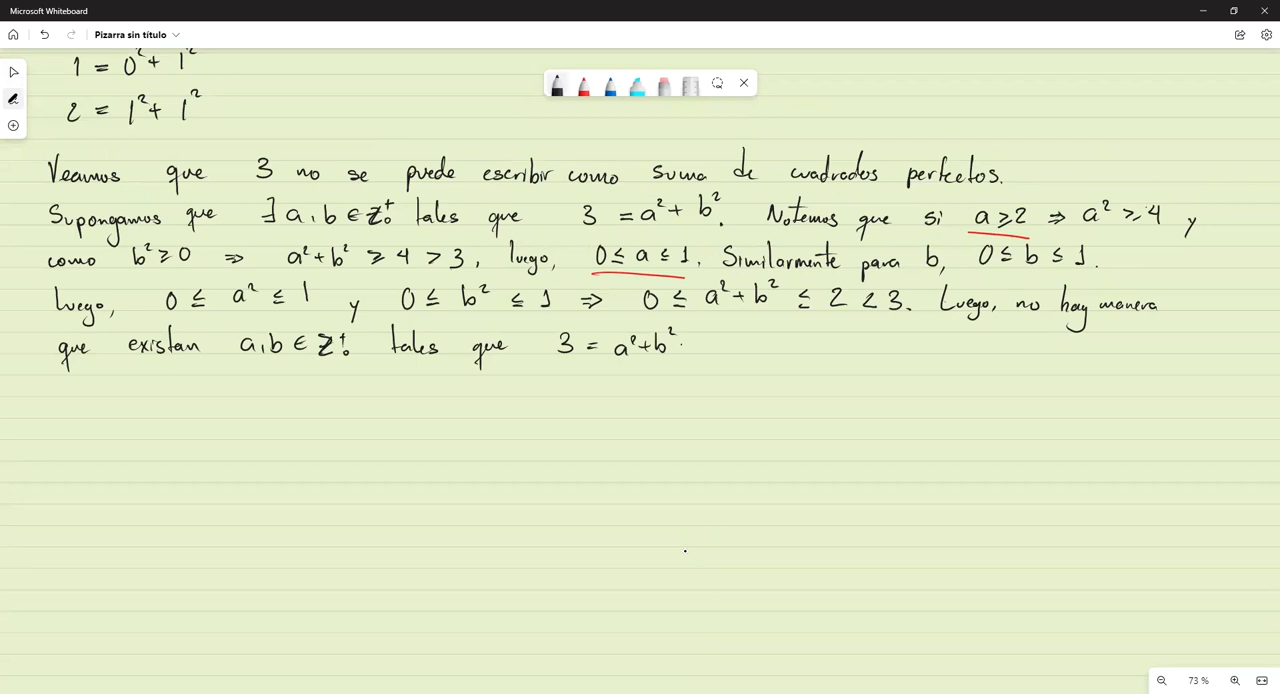 Microsoft Whiteboard
Pizarra sin título
1 = 0² + 1²
2 = 1² + 1²
Veamos que 3 no se puede escribir como suma de cuadrados perfectos.
Supongamos que ∃ a, b ∈ ℤ₀⁺ tales que 3 = a² + b². Notemos que si a ≥ 2 ⇒ a² ≥ 4 y
como b² ≥ 0 ⇒ a² + b² ≥ 4 > 3, luego, 0 ≤ a ≤ 1. Similarmente para b, 0 ≤ b ≤ 1.
Luego, 0 ≤ a² ≤ 1 y 0 ≤ b² ≤ 1 ⇒ 0 ≤ a² + b² ≤ 2 < 3. Luego, no hay manera
que existan a, b ∈ ℤ₀⁺ tales que 3 = a² + b².
73 %